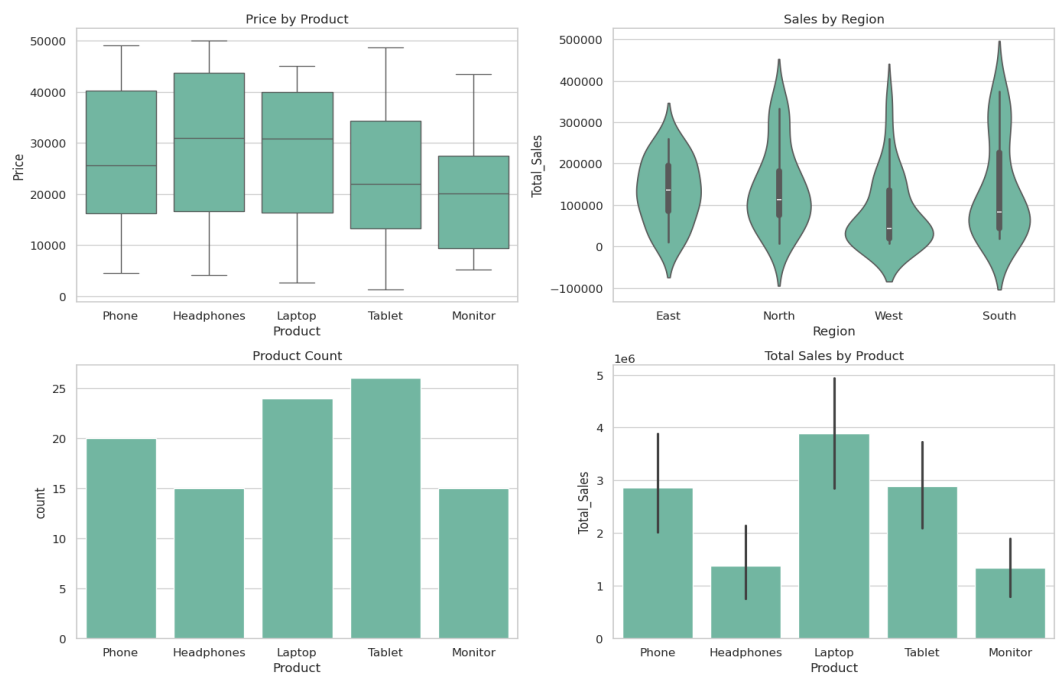 Price by Product
Price
50000
40000
30000
20000
10000
0
Phone Headphones Laptop Tablet Monitor
Product
Sales by Region
Total_Sales
500000
400000
300000
200000
100000
0
−100000
East North West South
Region
Product Count
count
25
20
15
10
5
0
Phone Headphones Laptop Tablet Monitor
Product
Total Sales by Product
1e6
Total_Sales
5
4
3
2
1
0
Phone Headphones Laptop Tablet Monitor
Product